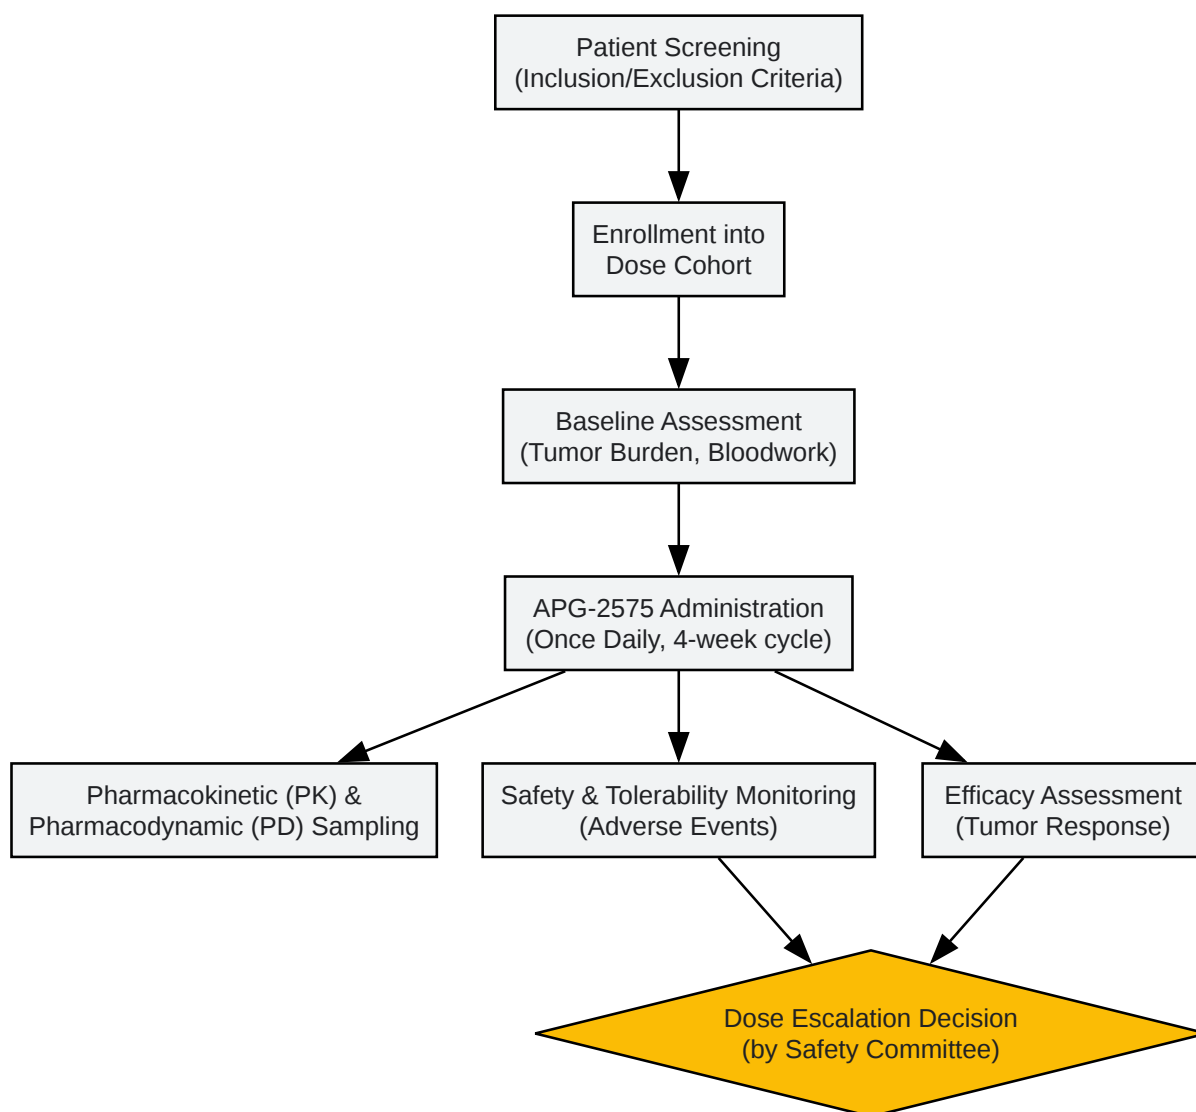 Patient Screening
(Inclusion/Exclusion Criteria)
Enrollment into
Dose Cohort
Baseline Assessment
(Tumor Burden, Bloodwork)
APG-2575 Administration
(Once Daily, 4-week cycle)
Pharmacokinetic (PK) &
Pharmacodynamic (PD) Sampling
Safety & Tolerability Monitoring
(Adverse Events)
Efficacy Assessment
(Tumor Response)
Dose Escalation Decision
(by Safety Committee)